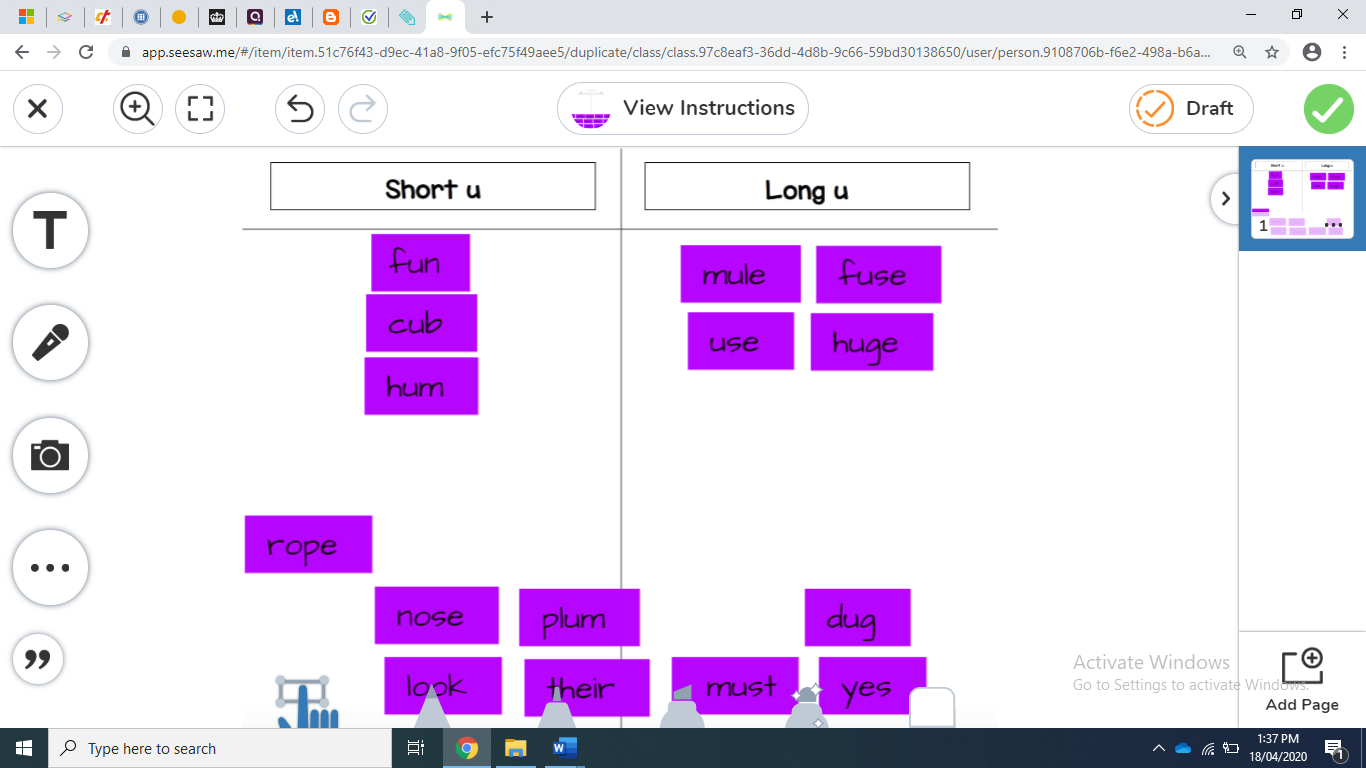 app.seesaw.me/#/item/item.51c76f43-d9ec-41a8-9f05-efc75f49aee5/duplicate/class/class.97c8eaf3-36dd-4d8b-9c66-59bd30138650/user/person.9108706b-f6e2-498a-b6a...
View Instructions
Draft
Short u
Long u
fun
mule
fuse
cub
use
huge
hum
rope
nose
plum
dug
look
their
must
yes
T
1
Activate Windows
Go to Settings to activate Windows.
Add Page
Type here to search
1:37 PM
18/04/2020
1